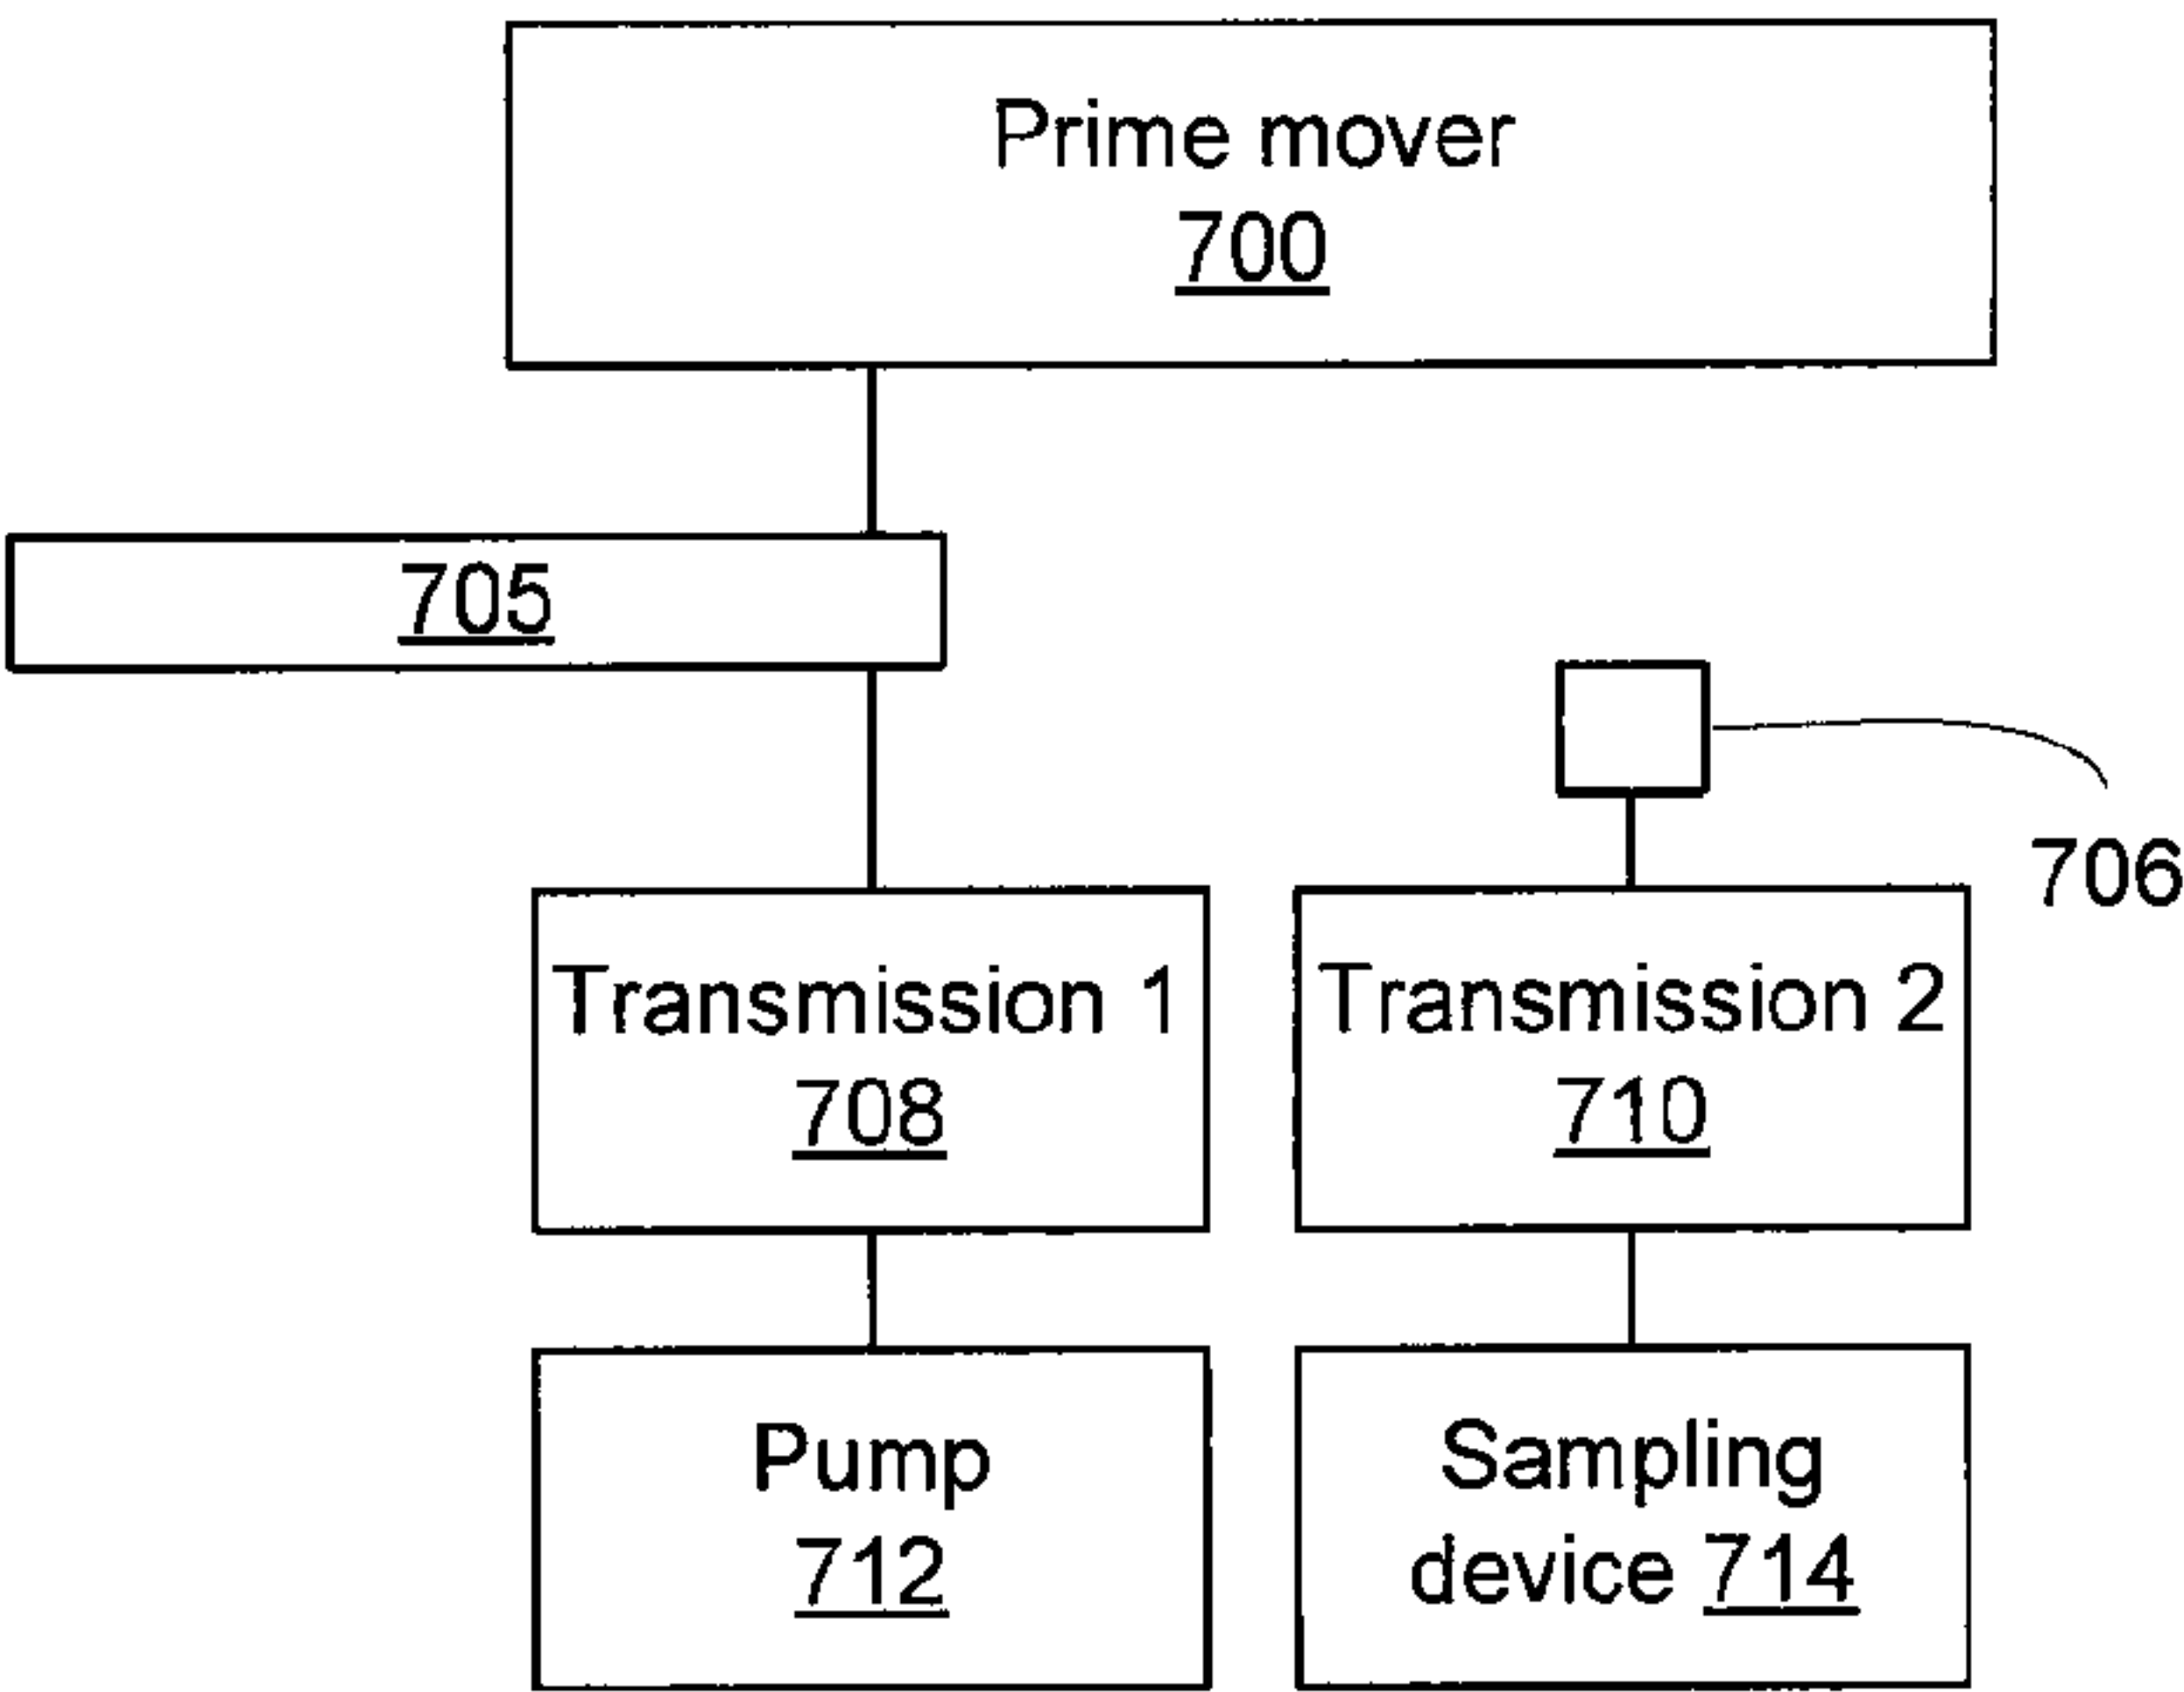 Prime mover
700
705
706
Transmission 1
708
Transmission 2
710
Pump
712
Sampling
device 714